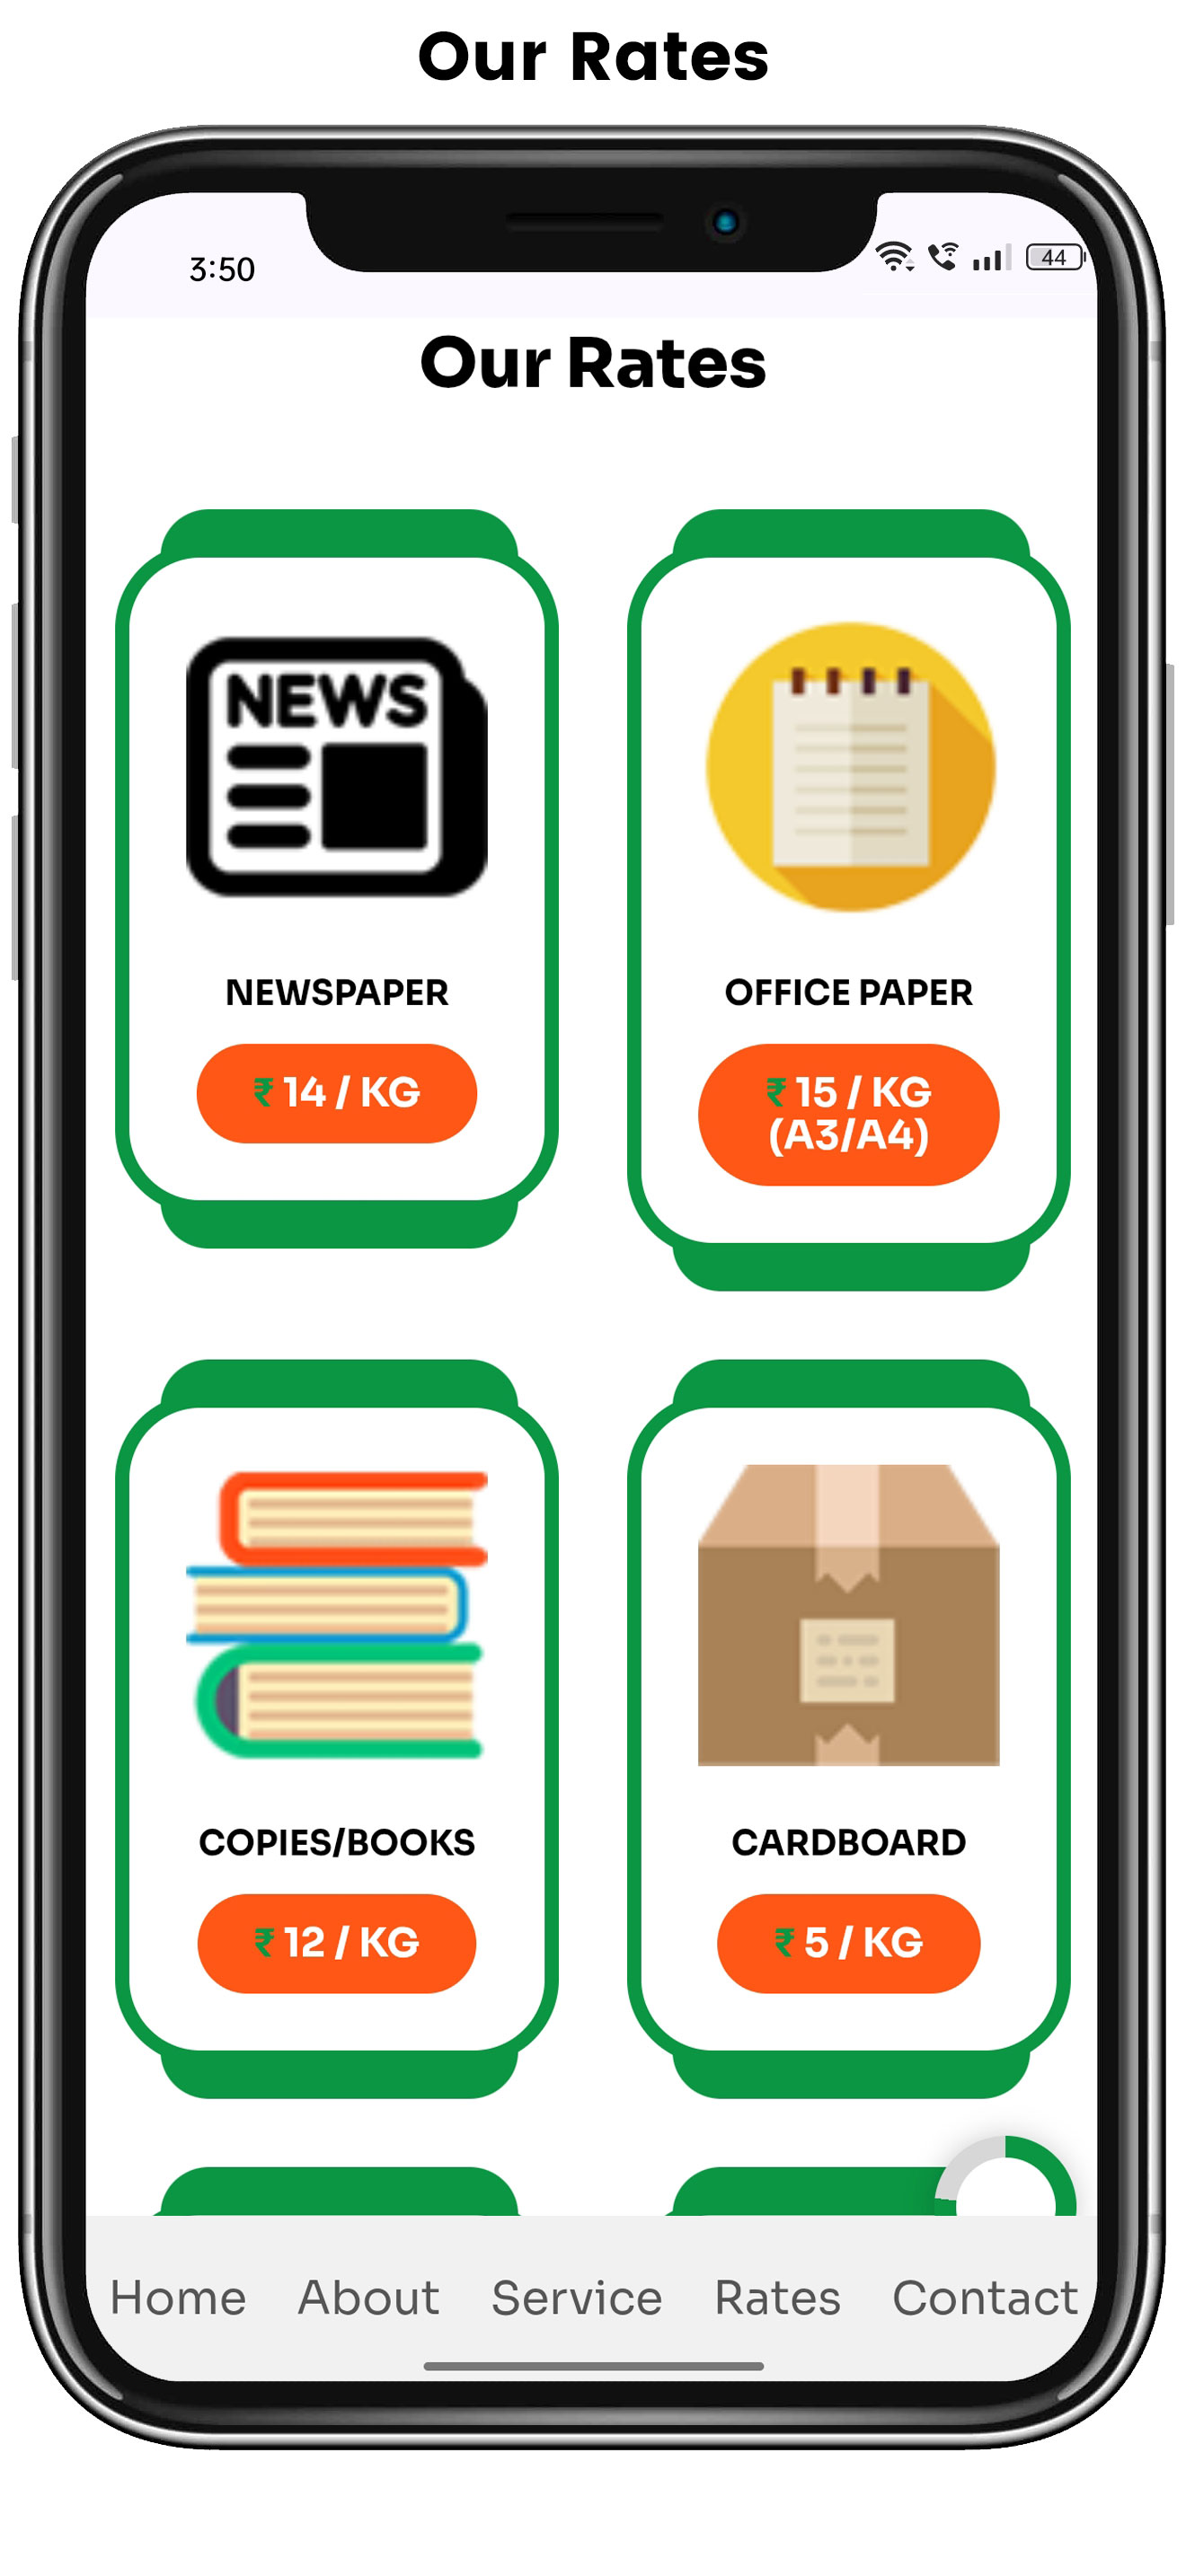 Our Rates
3:50
44
Our Rates
NEWS
NEWSPAPER
₹ 14 / KG
OFFICE PAPER
₹ 15 / KG
(A3/A4)
COPIES/BOOKS
₹ 12 / KG
CARDBOARD
₹ 5 / KG
Home About Service Rates Contact